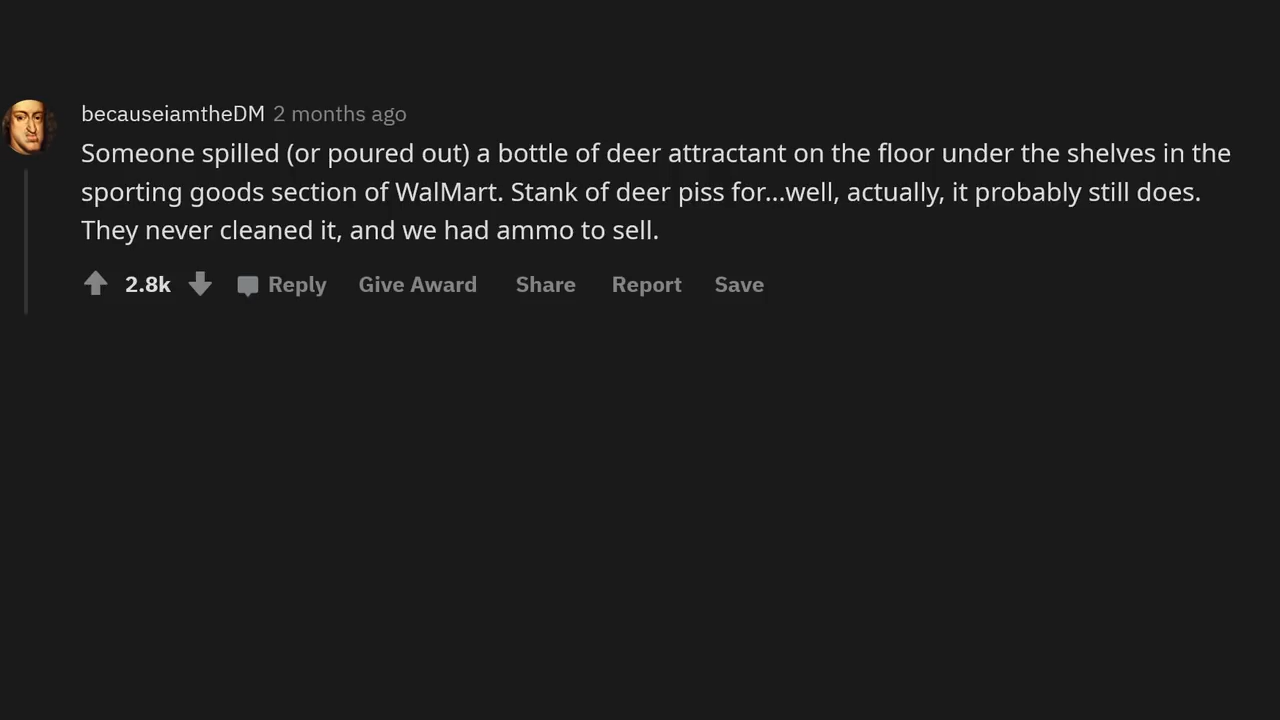 becauseiamtheDM 2 months ago
Someone spilled (or poured out) a bottle of deer attractant on the floor under the shelves in the
sporting goods section of WalMart. Stank of deer piss for...well, actually, it probably still does.
They never cleaned it, and we had ammo to sell.
2.8k Reply Give Award Share Report Save